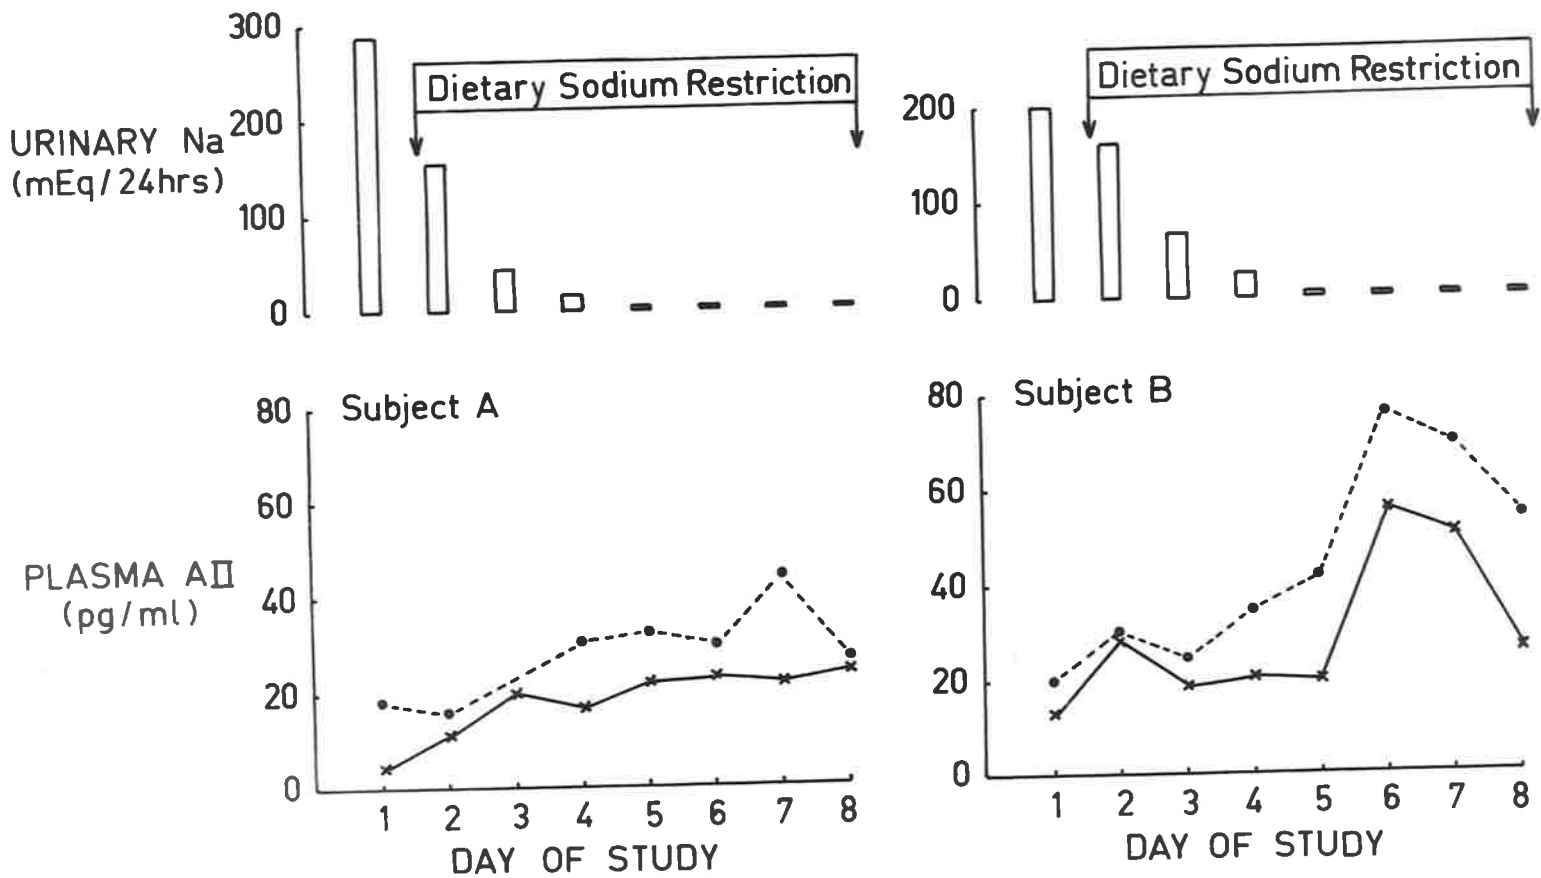 300
200
100
0
URINARY Na
(mEq/24hrs)
Dietary Sodium Restriction
200
100
0
Dietary Sodium Restriction
Subject A
80
60
40
20
0
PLASMA AII
(pg/ml)
1 2 3 4 5 6 7 8
DAY OF STUDY
Subject B
80
60
40
20
0
1 2 3 4 5 6 7 8
DAY OF STUDY